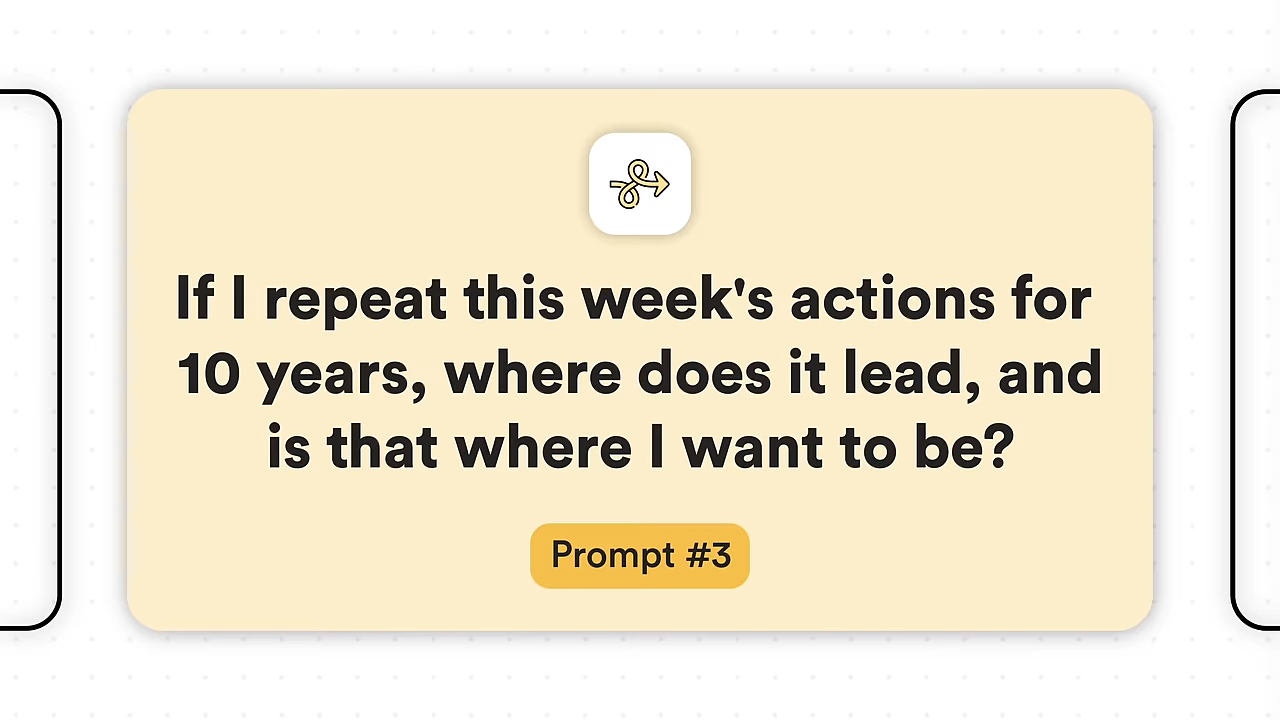 If I repeat this week's actions for
10 years, where does it lead, and
is that where I want to be?
Prompt #3